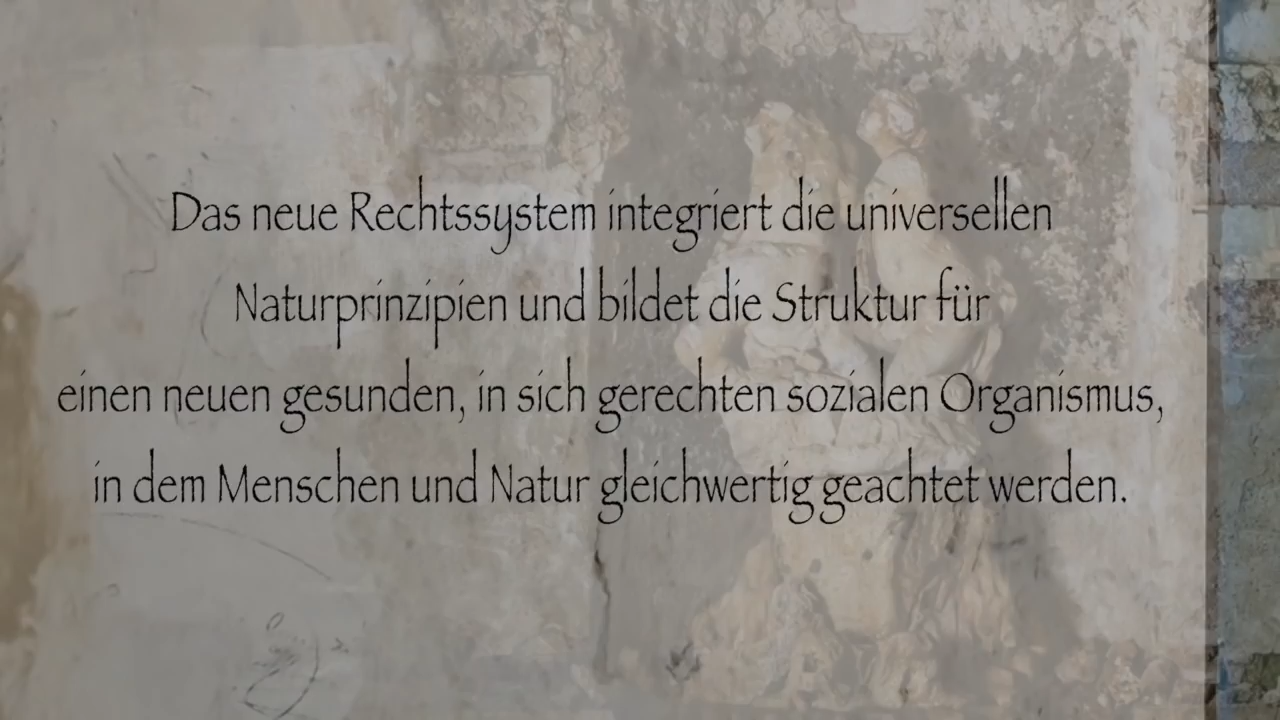 Das neue Rechtssystem integriert die universellen
Naturprinzipien und bildet die Struktur für
einen neuen gesunden, in sich gerechten sozialen Organismus,
in dem Menschen und Natur gleichwertig geachtet werden.